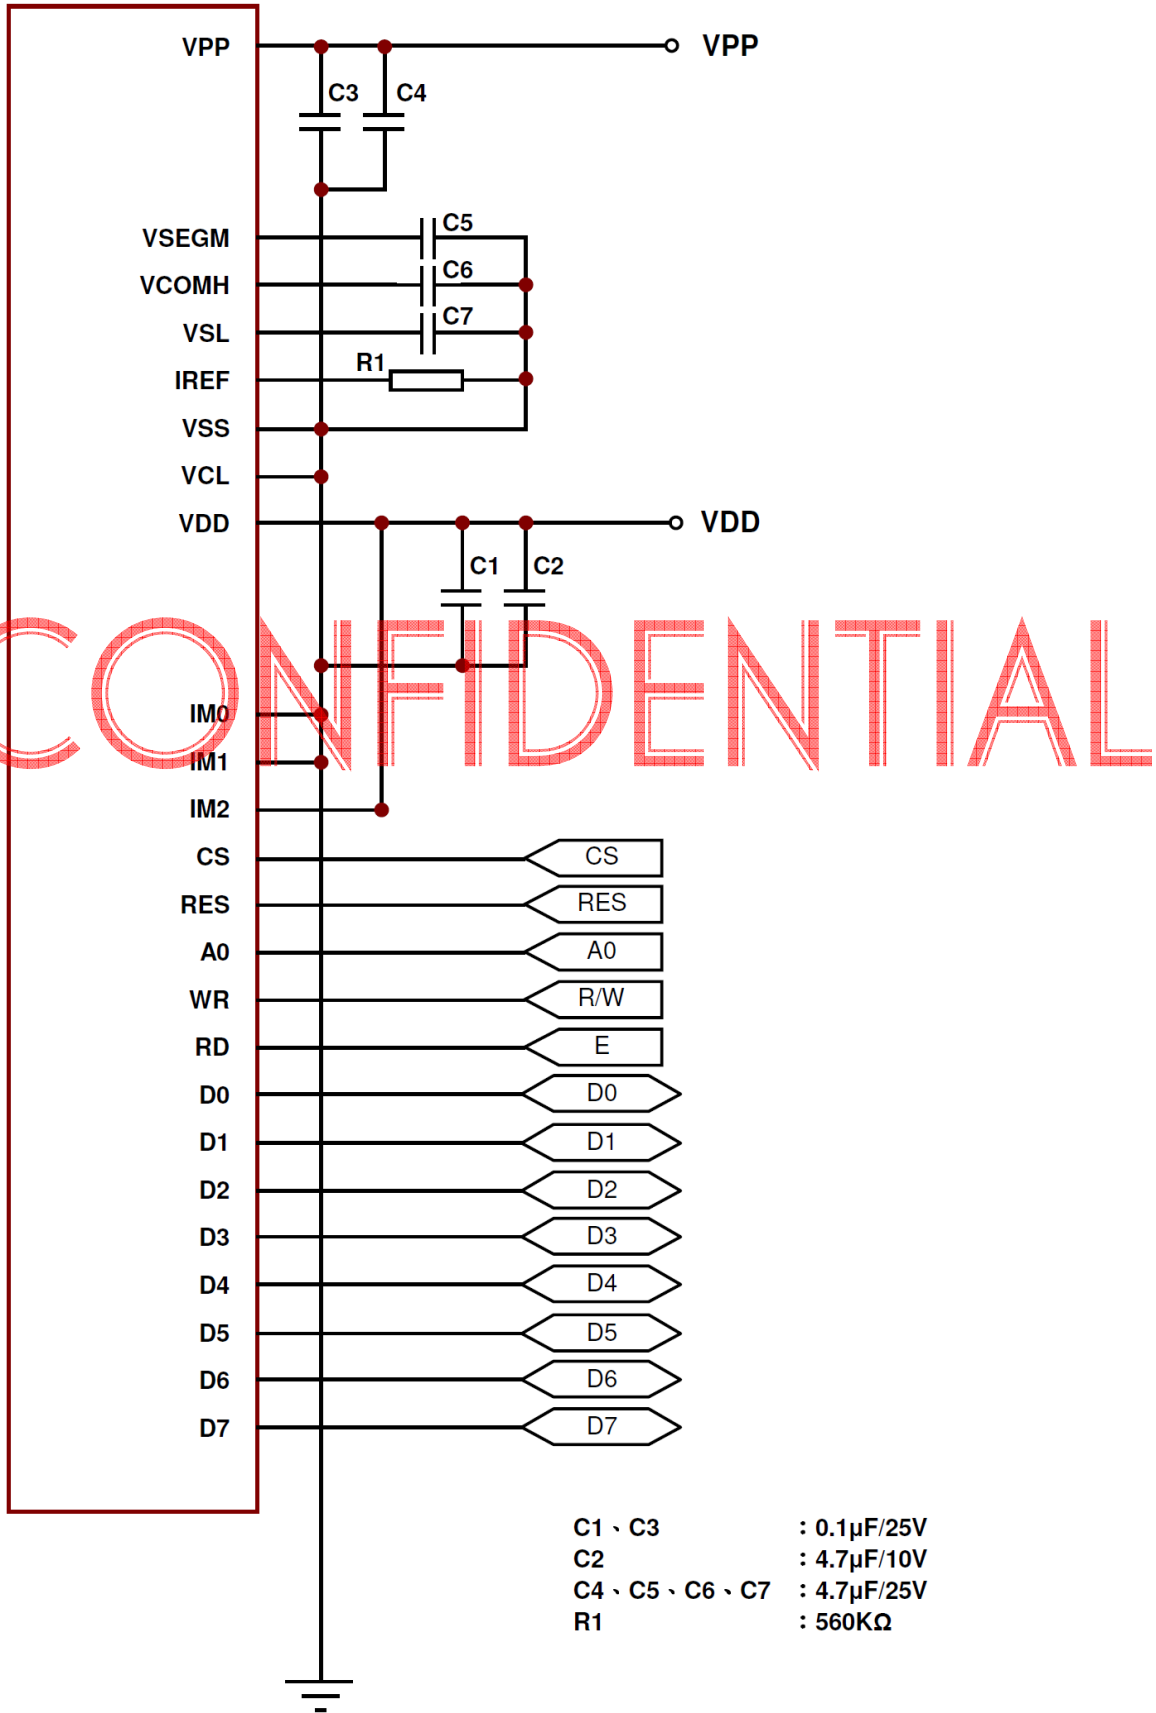 VPP VPP
C3 C4
VSEGM C5
VCOMH C6
VSL C7
IREF R1
VSS
VCL
VDD VDD
C1 C2
CONFIDENTIAL
IM0
IM1
IM2
CS CS
RES RES
A0 A0
WR R/W
RD E
D0 D0
D1 D1
D2 D2
D3 D3
D4 D4
D5 D5
D6 D6
D7 D7
C1、C3 : 0.1µF/25V
C2 : 4.7µF/10V
C4、C5、C6、C7 : 4.7µF/25V
R1 : 560KΩ